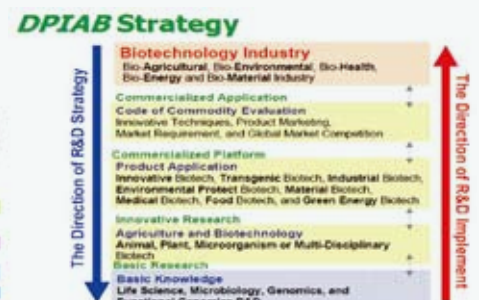 DPIAB Strategy
Biotechnology Industry
Bio-Agricultural, Bio-Environmental, Bio-Health,
Bio-Energy and Bio-Material Industry
Commercialized Application
Code of Commodity Evaluation
Innovative Techniques, Product Marketing,
Market Requirement, and Global Market Competition
Commercialized Platform
Product Application
Innovative Biotech, Transgenic Biotech, Industrial Biotech,
Environmental Protect Biotech, Material Biotech,
Medical Biotech, Food Biotech, and Green Energy Biotech
Innovative Research
Agriculture and Biotechnology
Animal, Plant, Microorganism or Multi-Disciplinary
Biotech
Basic Research
Basic Knowledge
Life Science, Microbiology, Genomics, and
The Direction of R&D Strategy
The Direction of R&D Implement